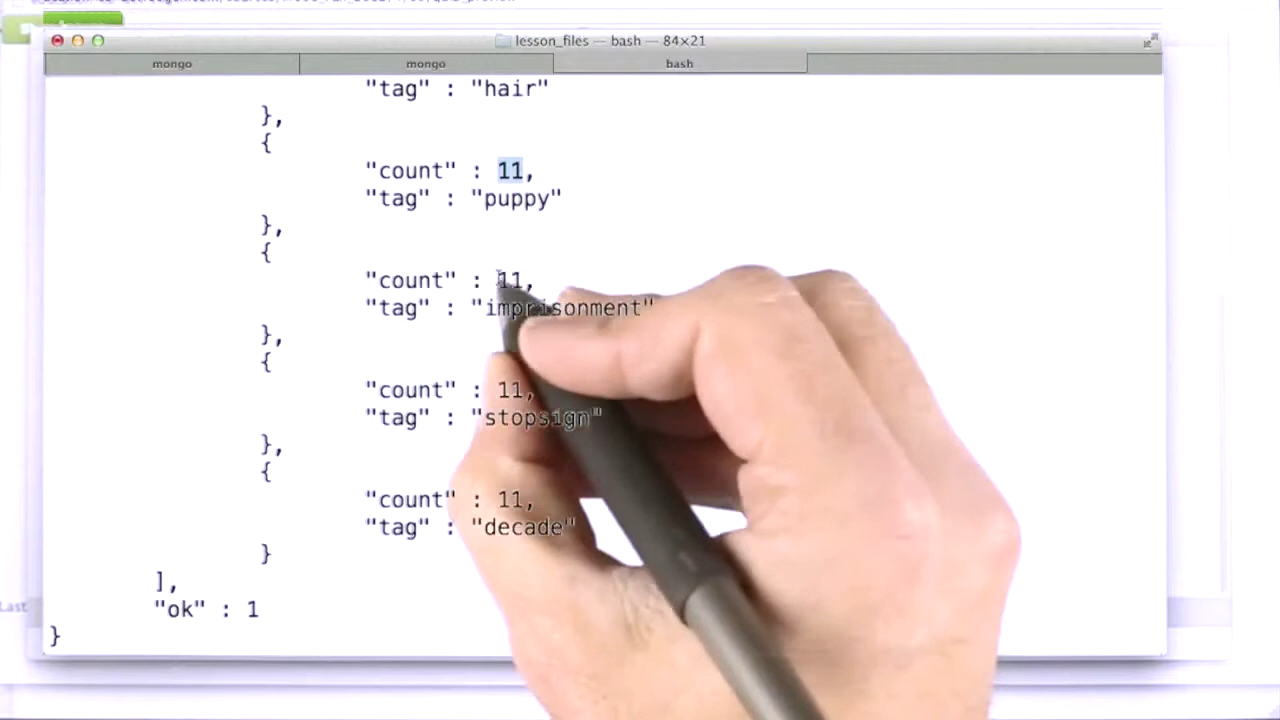 lesson_files — bash — 84×21
mongo mongo bash
"tag" : "hair"
},
{
"count" : 11,
"tag" : "puppy"
},
{
"count" : 11,
"tag" : "imprisonment"
},
{
"count" : 11,
"tag" : "stopsign"
},
{
"count" : 11,
"tag" : "decade"
}
],
"ok" : 1
}
Last